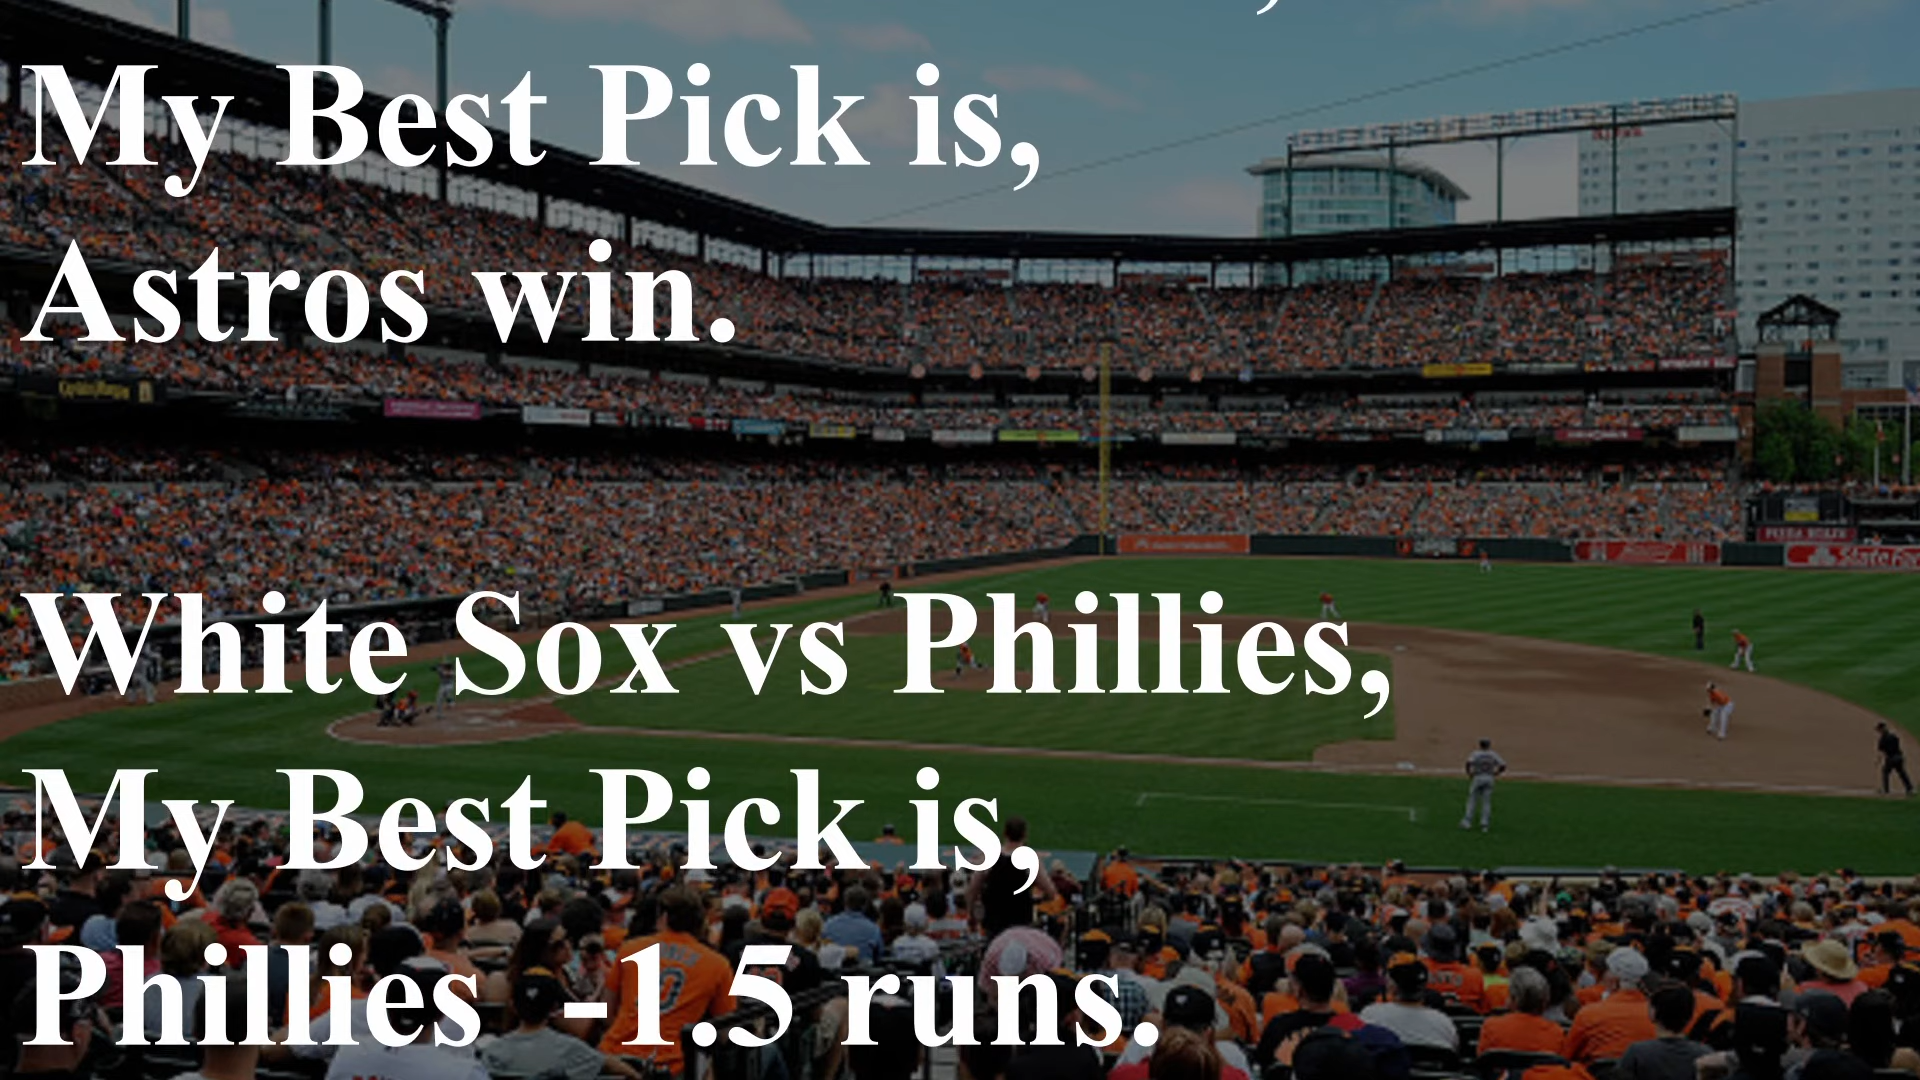 My Best Pick is,
Astros win.
White Sox vs Phillies,
My Best Pick is,
Phillies -1.5 runs.